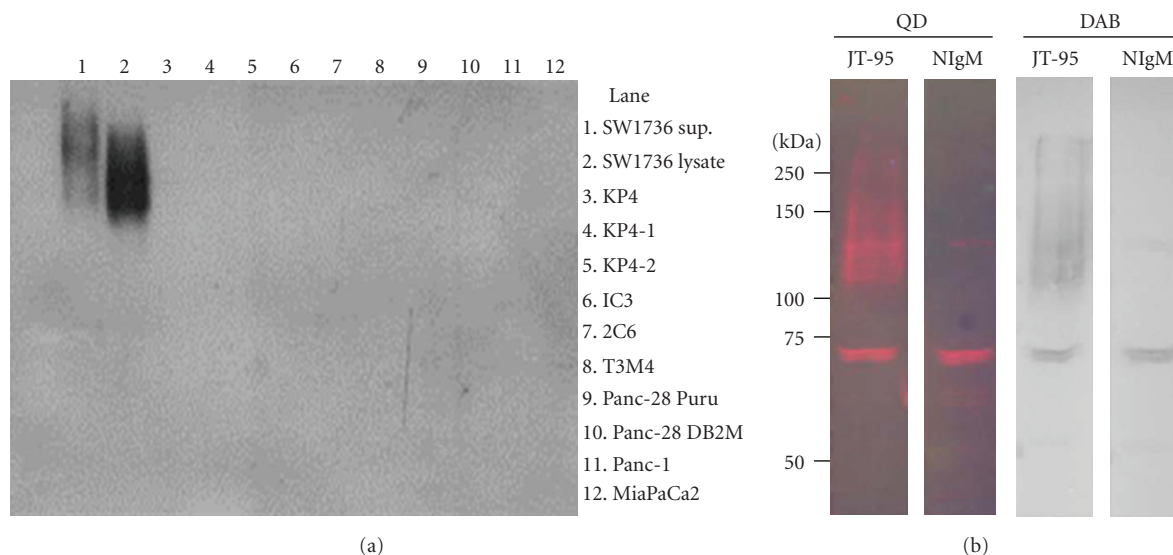 1 2 3 4 5 6 7 8 9 10 11 12
Lane
1. SW1736 sup.
2. SW1736 lysate
3. KP4
4. KP4-1
5. KP4-2
6. IC3
7. 2C6
8. T3M4
9. Panc-28 Puru
10. Panc-28 DB2M
11. Panc-1
12. MiaPaCa2
(a)
QD DAB
JT-95 NIgM JT-95 NIgM
(kDa)
250
150
100
75
50
(b)